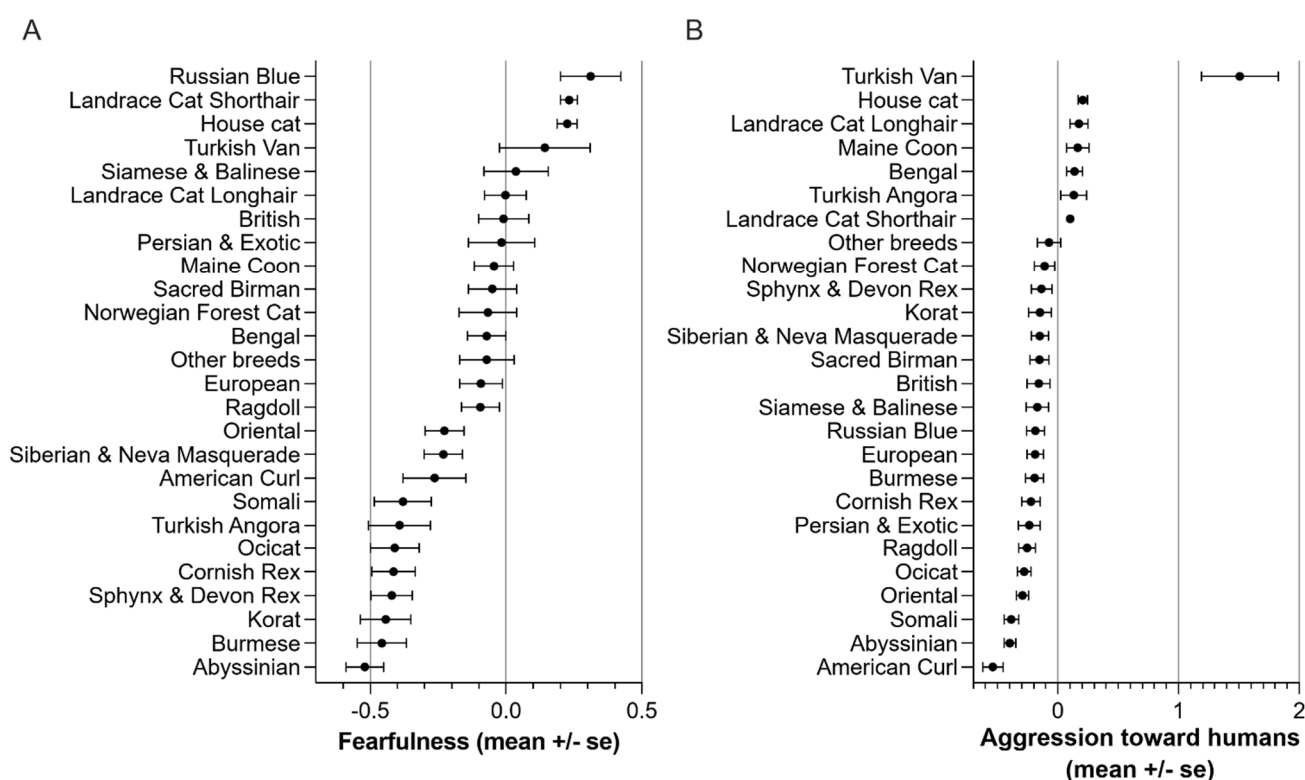 A
Russian Blue
Landrace Cat Shorthair
House cat
Turkish Van
Siamese & Balinese
Landrace Cat Longhair
British
Persian & Exotic
Maine Coon
Sacred Birman
Norwegian Forest Cat
Bengal
Other breeds
European
Ragdoll
Oriental
Siberian & Neva Masquerade
American Curl
Somali
Turkish Angora
Ocicat
Cornish Rex
Sphynx & Devon Rex
Korat
Burmese
Abyssinian
-0.5 0.0 0.5
Fearfulness (mean +/- se)
B
Turkish Van
House cat
Landrace Cat Longhair
Maine Coon
Bengal
Turkish Angora
Landrace Cat Shorthair
Other breeds
Norwegian Forest Cat
Sphynx & Devon Rex
Korat
Siberian & Neva Masquerade
Sacred Birman
British
Siamese & Balinese
Russian Blue
European
Burmese
Cornish Rex
Persian & Exotic
Ragdoll
Ocicat
Oriental
Somali
Abyssinian
American Curl
0 1 2
Aggression toward humans
(mean +/- se)